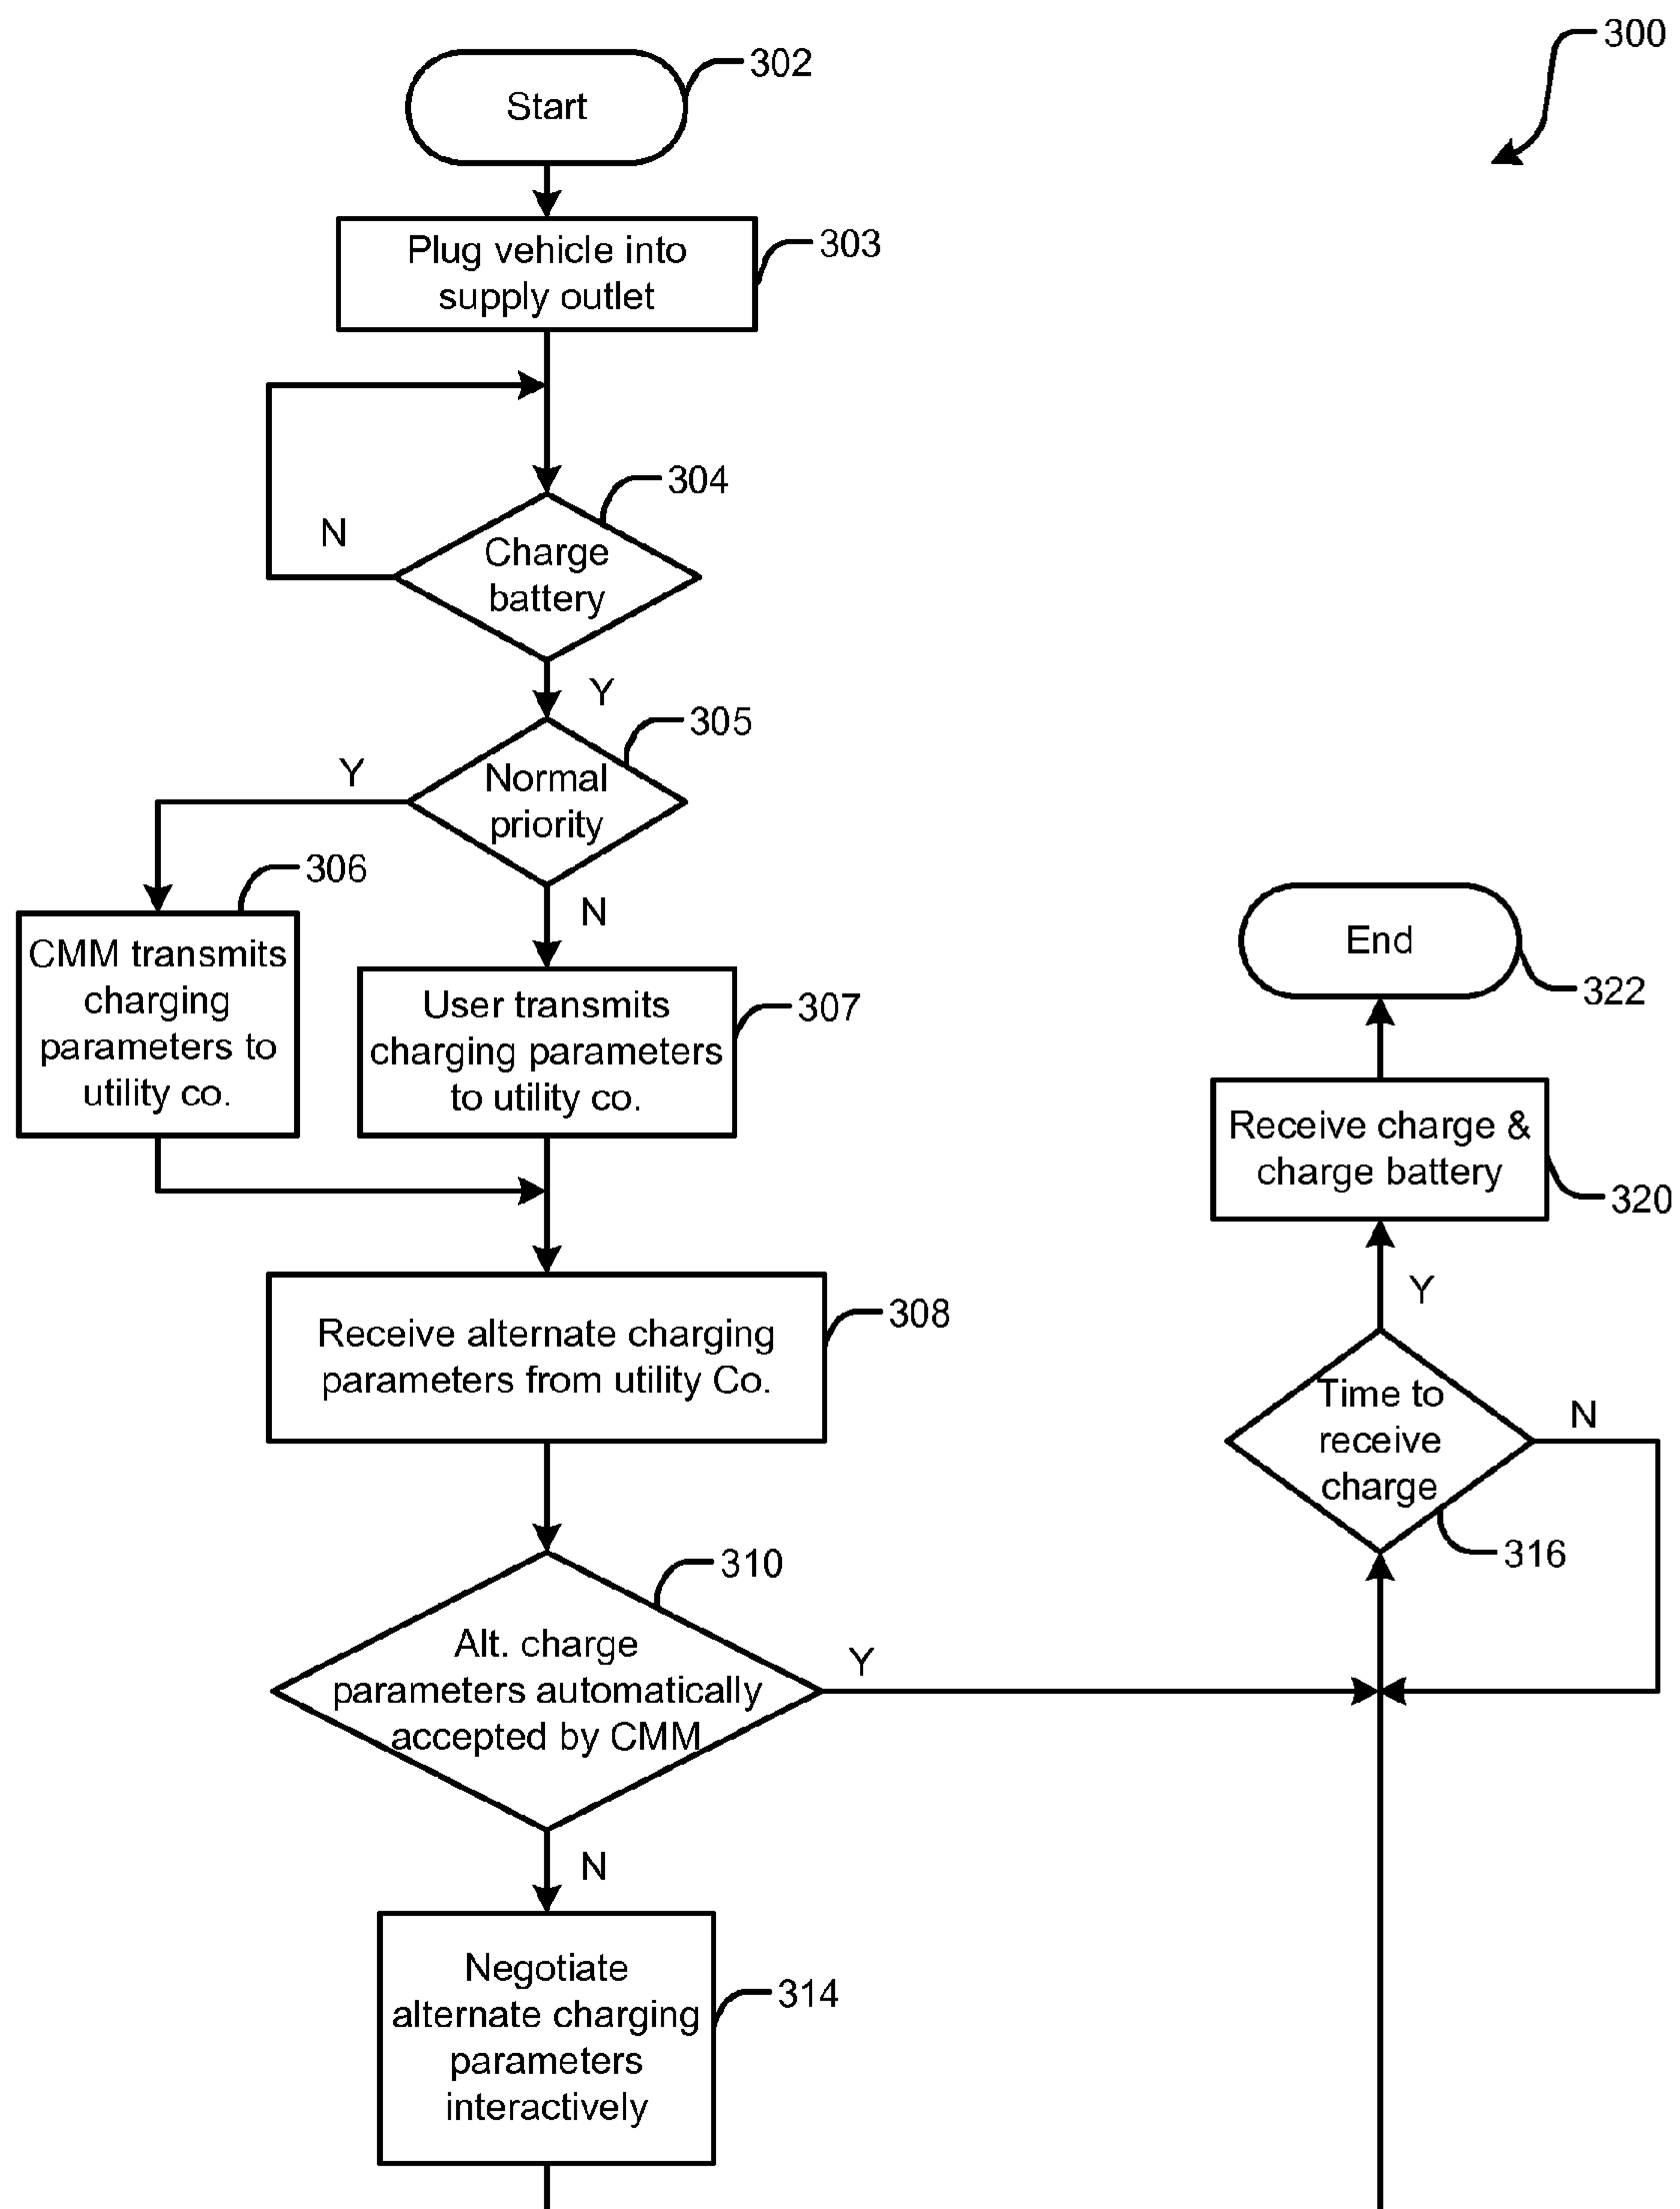 300
302
Start
303
Plug vehicle into
supply outlet
304
N
Charge
battery
Y
305
Y
Normal
priority
306
N
CMM transmits
charging
parameters to
utility co.
307
User transmits
charging parameters
to utility co.
308
Receive alternate charging
parameters from utility Co.
310
Alt. charge
parameters automatically
accepted by CMM
Y
N
314
Negotiate
alternate charging
parameters
interactively
End
322
Receive charge &
charge battery
320
Y
Time to
receive
charge
N
316